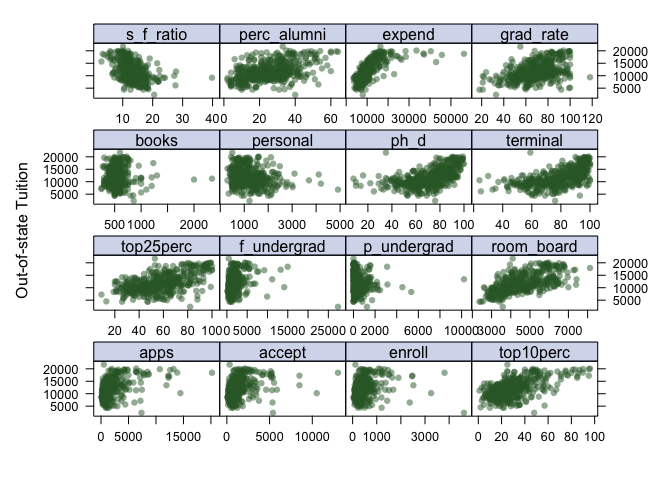 s_f_ratio perc_alumni expend grad_rate
20000
15000
10000
5000
10 20 30 40 0 20 40 60 10000 30000 50000 20 40 60 80 100 120
books personal ph_d terminal
20000
15000
10000
5000
500 1000 2000 1000 3000 5000 20 40 60 80 100 40 60 80 100
Out-of-state Tuition
top25perc f_undergrad p_undergrad room_board
20000
15000
10000
5000
20 40 60 80 100 0 5000 15000 25000 0 2000 6000 10000 3000 5000 7000
apps accept enroll top10perc
20000
15000
10000
5000
0 5000 15000 0 5000 10000 0 1000 3000 0 20 40 60 80 100